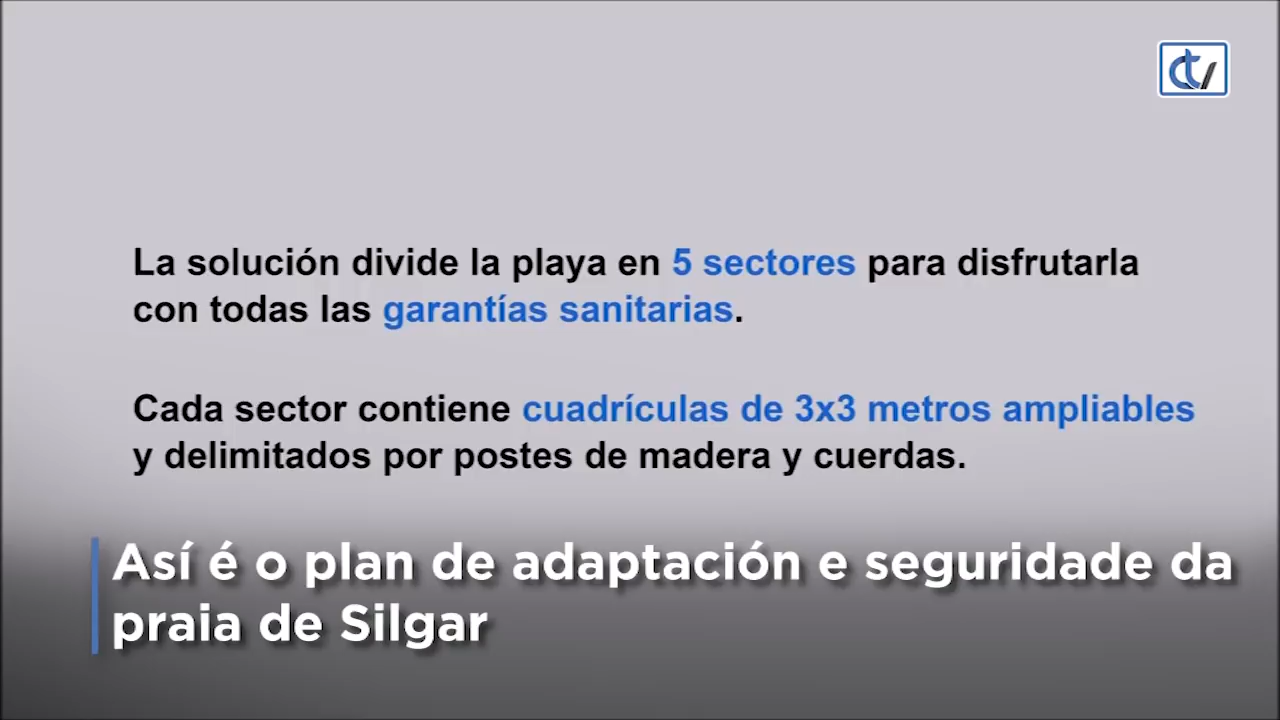 La solución divide la playa en 5 sectores para disfrutarla
con todas las garantías sanitarias.
Cada sector contiene cuadrículas de 3x3 metros ampliables
y delimitados por postes de madera y cuerdas.
Así é o plan de adaptación e seguridade da
praia de Silgar